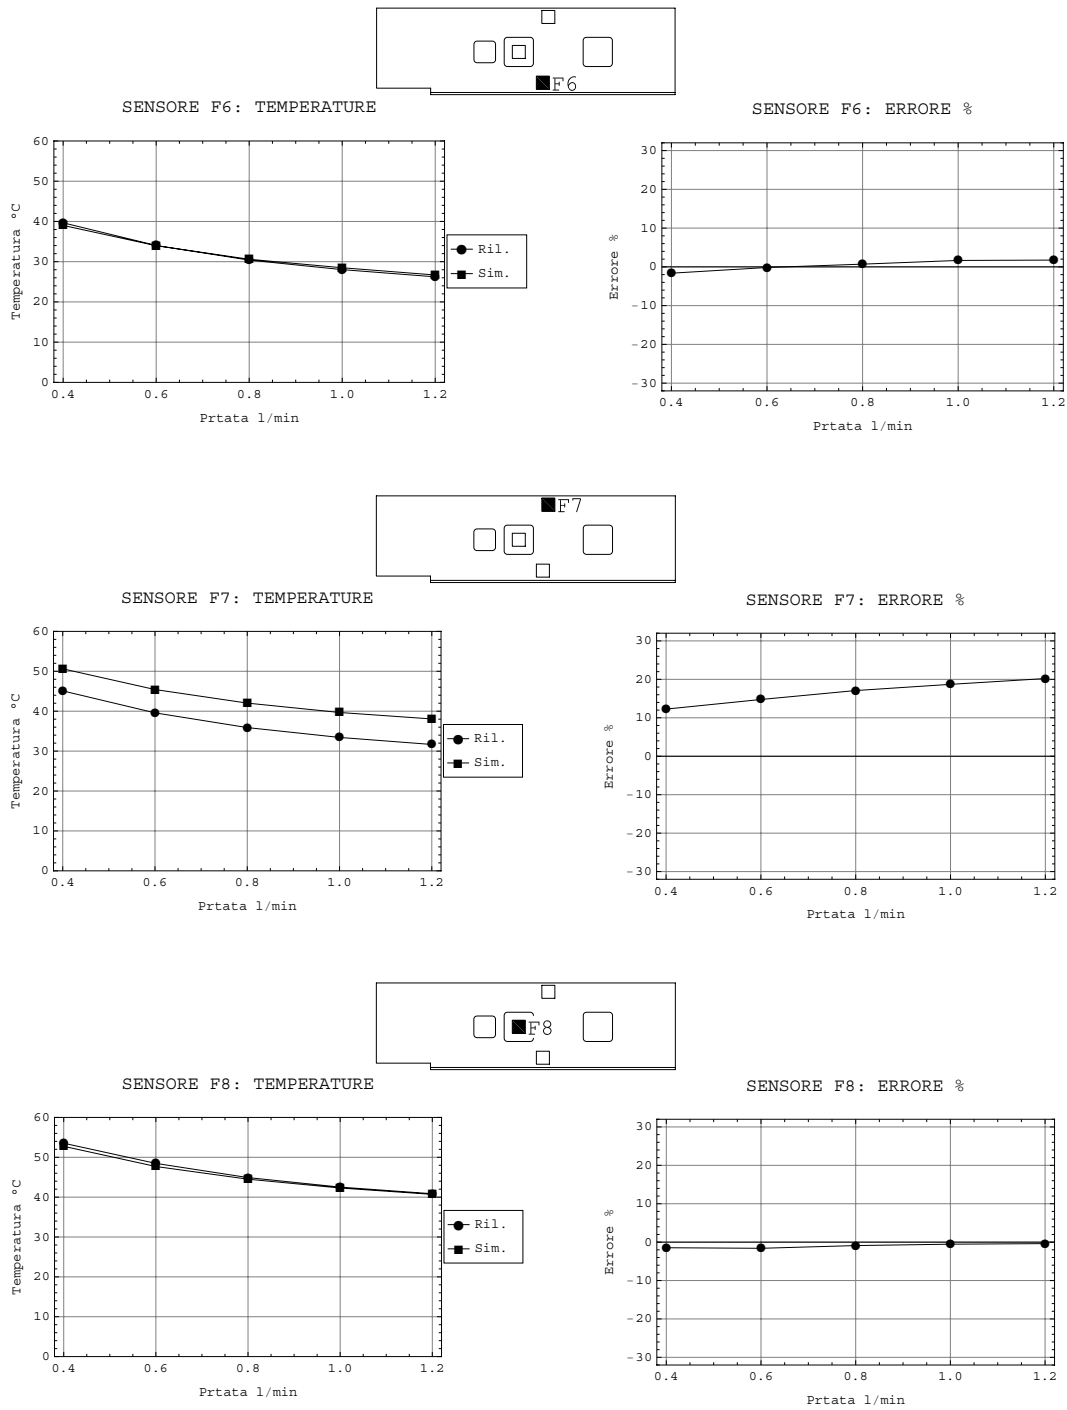 F6
SENSORE F6: TEMPERATURE
SENSORE F6: ERRORE %
60
50
40
30
20
10
0
Temperatura °C
0.4 0.6 0.8 1.0 1.2
Prtata l/min
Ril.
Sim.
30
20
10
0
-10
-20
-30
Errore %
0.4 0.6 0.8 1.0 1.2
Prtata l/min
F7
SENSORE F7: TEMPERATURE
SENSORE F7: ERRORE %
60
50
40
30
20
10
0
Temperatura °C
0.4 0.6 0.8 1.0 1.2
Prtata l/min
Ril.
Sim.
30
20
10
0
-10
-20
-30
Errore %
0.4 0.6 0.8 1.0 1.2
Prtata l/min
F8
SENSORE F8: TEMPERATURE
SENSORE F8: ERRORE %
60
50
40
30
20
10
0
Temperatura °C
0.4 0.6 0.8 1.0 1.2
Prtata l/min
Ril.
Sim.
30
20
10
0
-10
-20
-30
Errore %
0.4 0.6 0.8 1.0 1.2
Prtata l/min